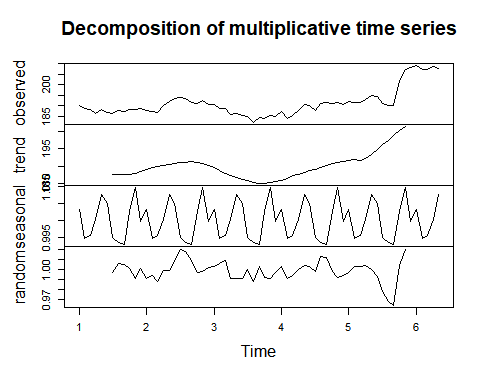 Decomposition of multiplicative time series
observed
185
200
trend
195
seasonal
0.995
random
0.97
1.00
1
2
3
4
5
6
Time